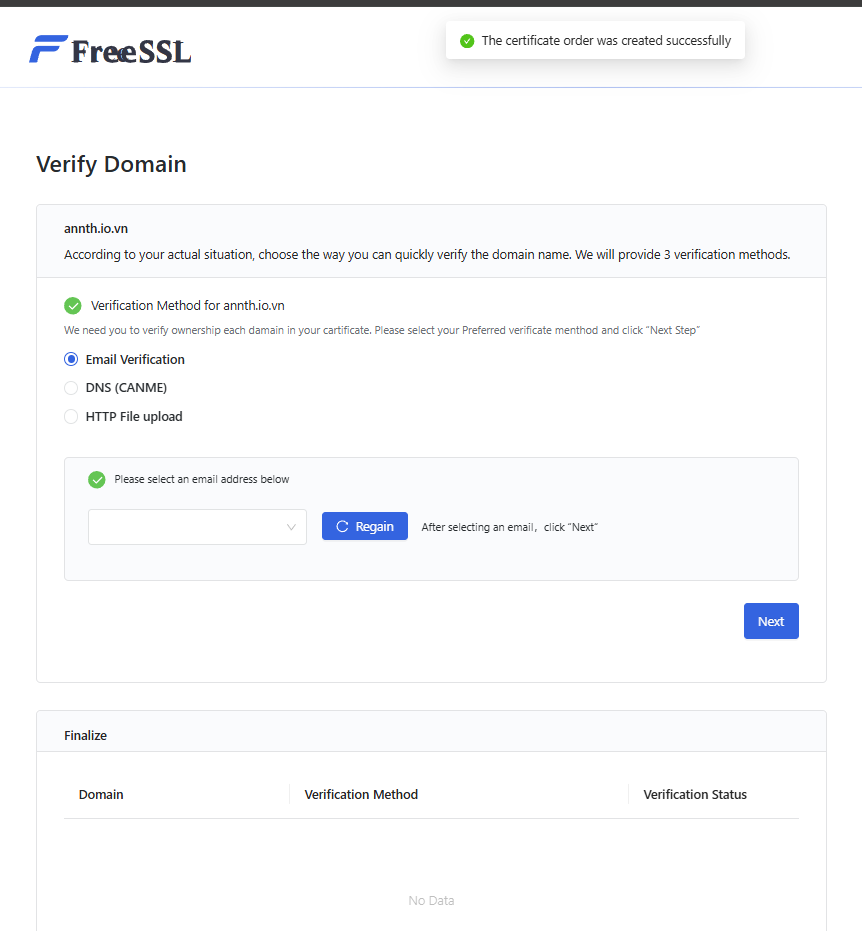 FreeSSL
The certificate order was created successfully
Verify Domain
annth.io.vn
According to your actual situation, choose the way you can quickly verify the domain name. We will provide 3 verification methods.
Verification Method for annth.io.vn
We need you to verify ownership each damain in your cartificate. Please select your Preferred verificate menthod and click “Next Step”
Email Verification
DNS (CANME)
HTTP File upload
Please select an email address below
Regain
After selecting an email，click “Next”
Next
Finalize
Domain
Verification Method
Verification Status
No Data